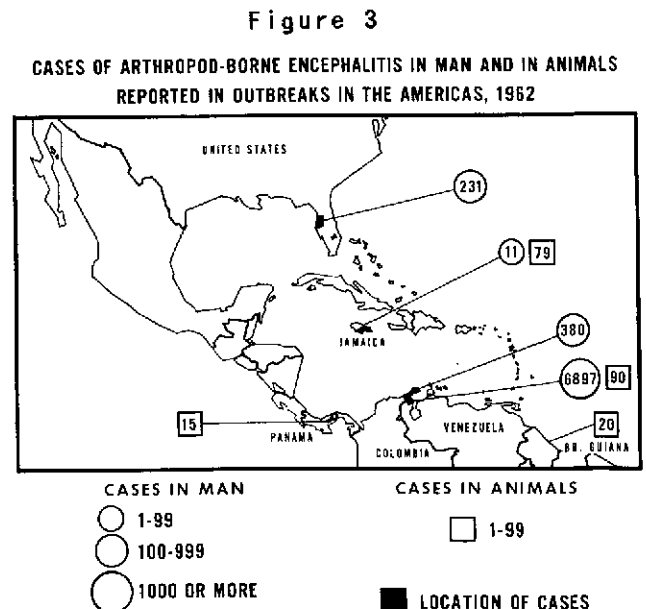 Figure 3
CASES OF ARTHROPOD-BORNE ENCEPHALITIS IN MAN AND IN ANIMALS
REPORTED IN OUTBREAKS IN THE AMERICAS, 1962
UNITED STATES
231
11 79
JAMAICA
380
6897 90
15
PANAMA
VENEZUELA
20
COLOMBIA
BR. GUIANA
CASES IN MAN
1-99
100-999
1000 OR MORE
CASES IN ANIMALS
1-99
LOCATION OF CASES